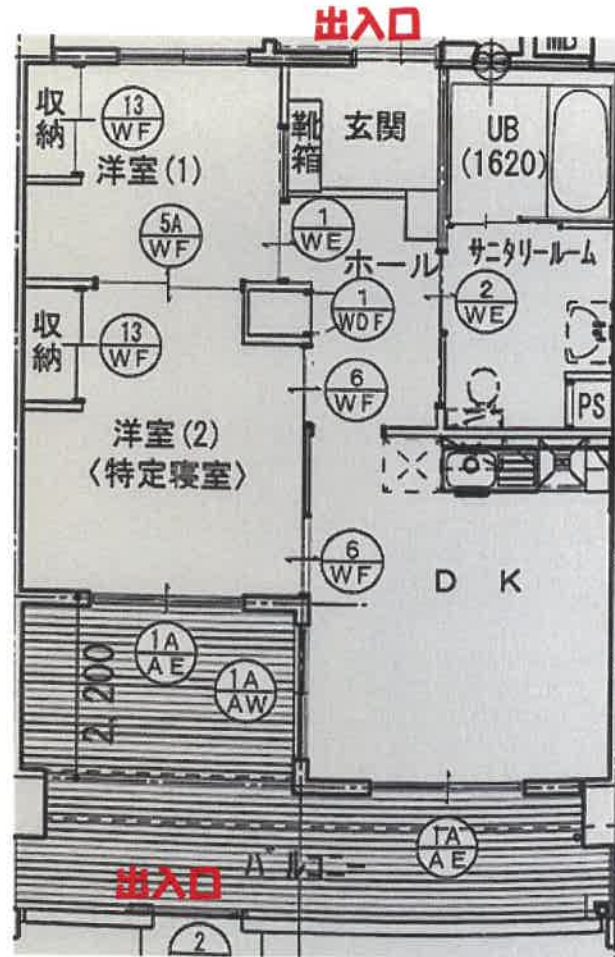 出入口
MB
収納
13
WF
洋室(1)
靴箱
玄関
UB
(1620)
5A
WF
1
WE
ホール
サニタリールーム
2
WE
収納
13
WF
1
WDF
6
WF
PS
洋室(2)
〈特定寝室〉
6
WF
D K
1A
AE
1A
AW
2,200
1A
AE
バルコニー
出入口
2